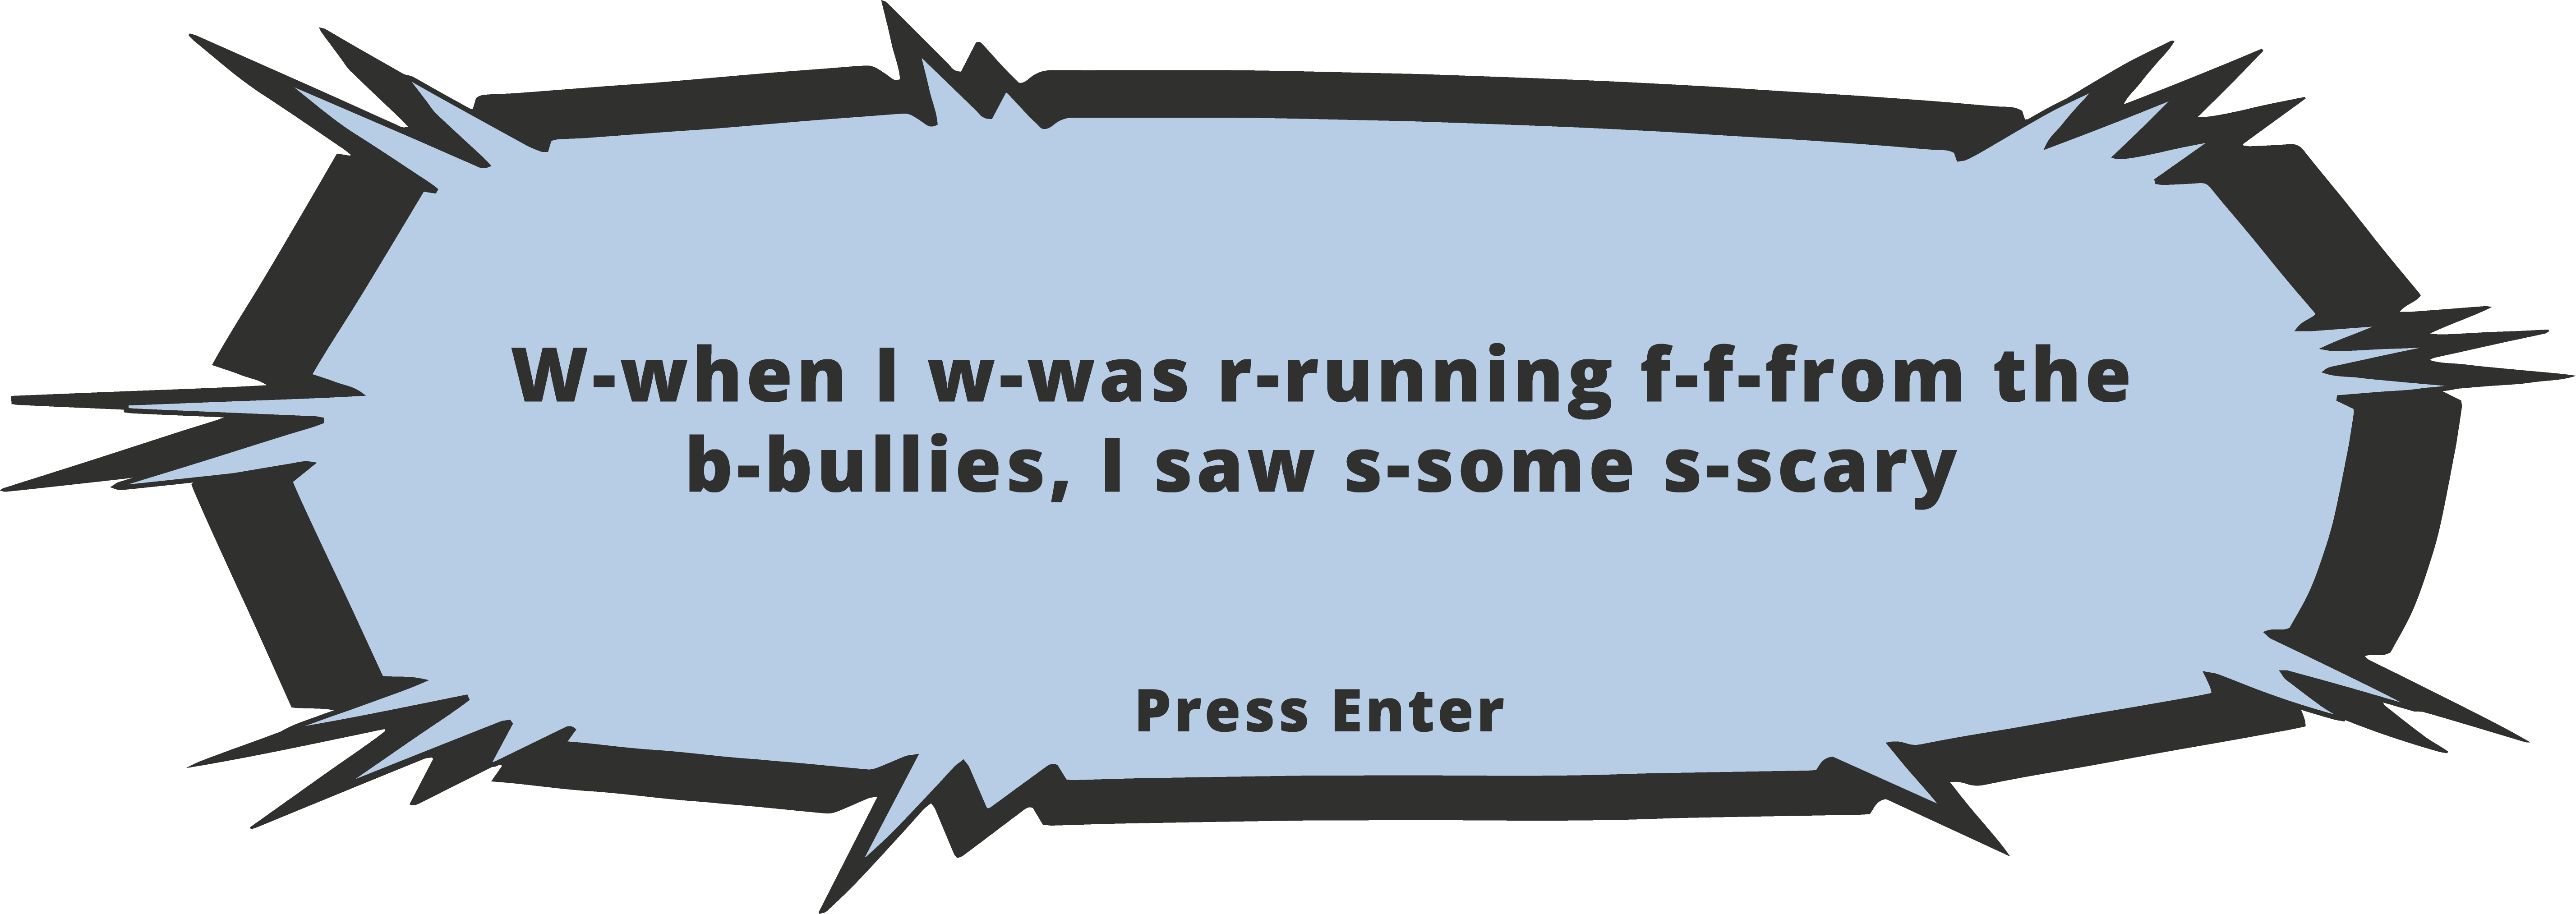 W-when I w-was r-running f-f-from the
b-bullies, I saw s-some s-scary
Press Enter